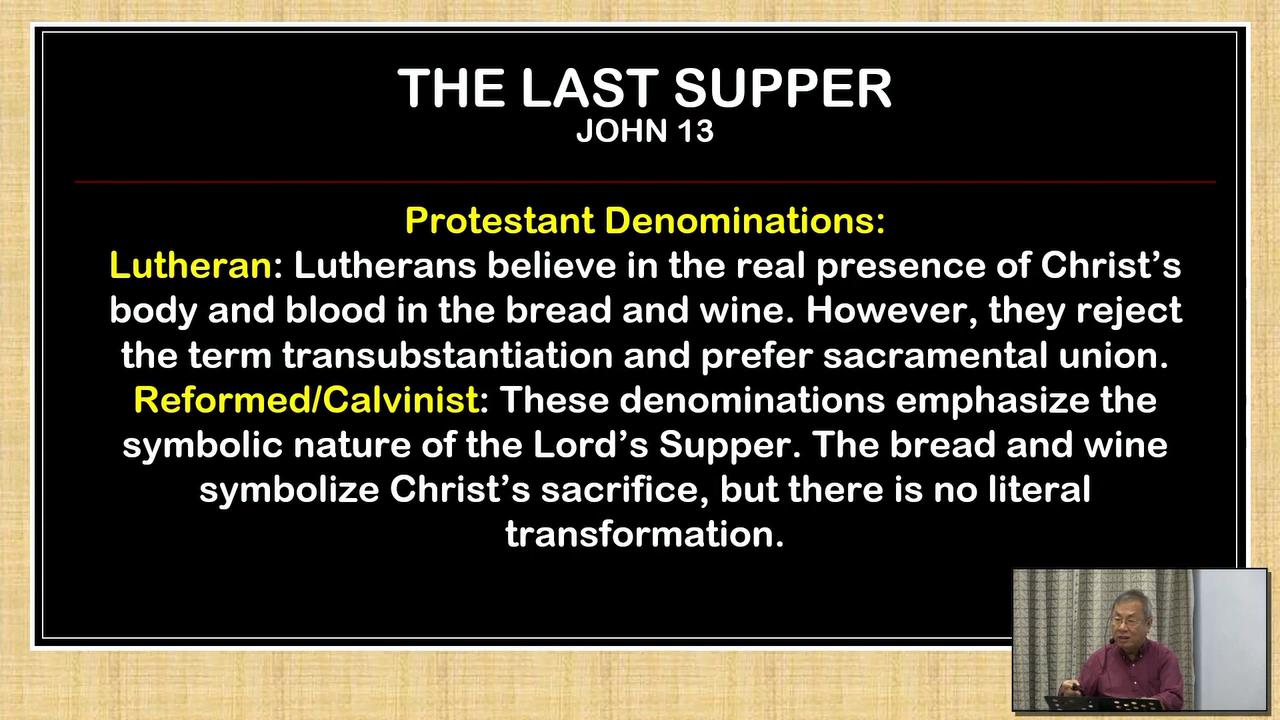 THE LAST SUPPER
JOHN 13
Protestant Denominations:
Lutheran: Lutherans believe in the real presence of Christ’s
body and blood in the bread and wine. However, they reject
the term transubstantiation and prefer sacramental union.
Reformed/Calvinist: These denominations emphasize the
symbolic nature of the Lord’s Supper. The bread and wine
symbolize Christ’s sacrifice, but there is no literal
transformation.